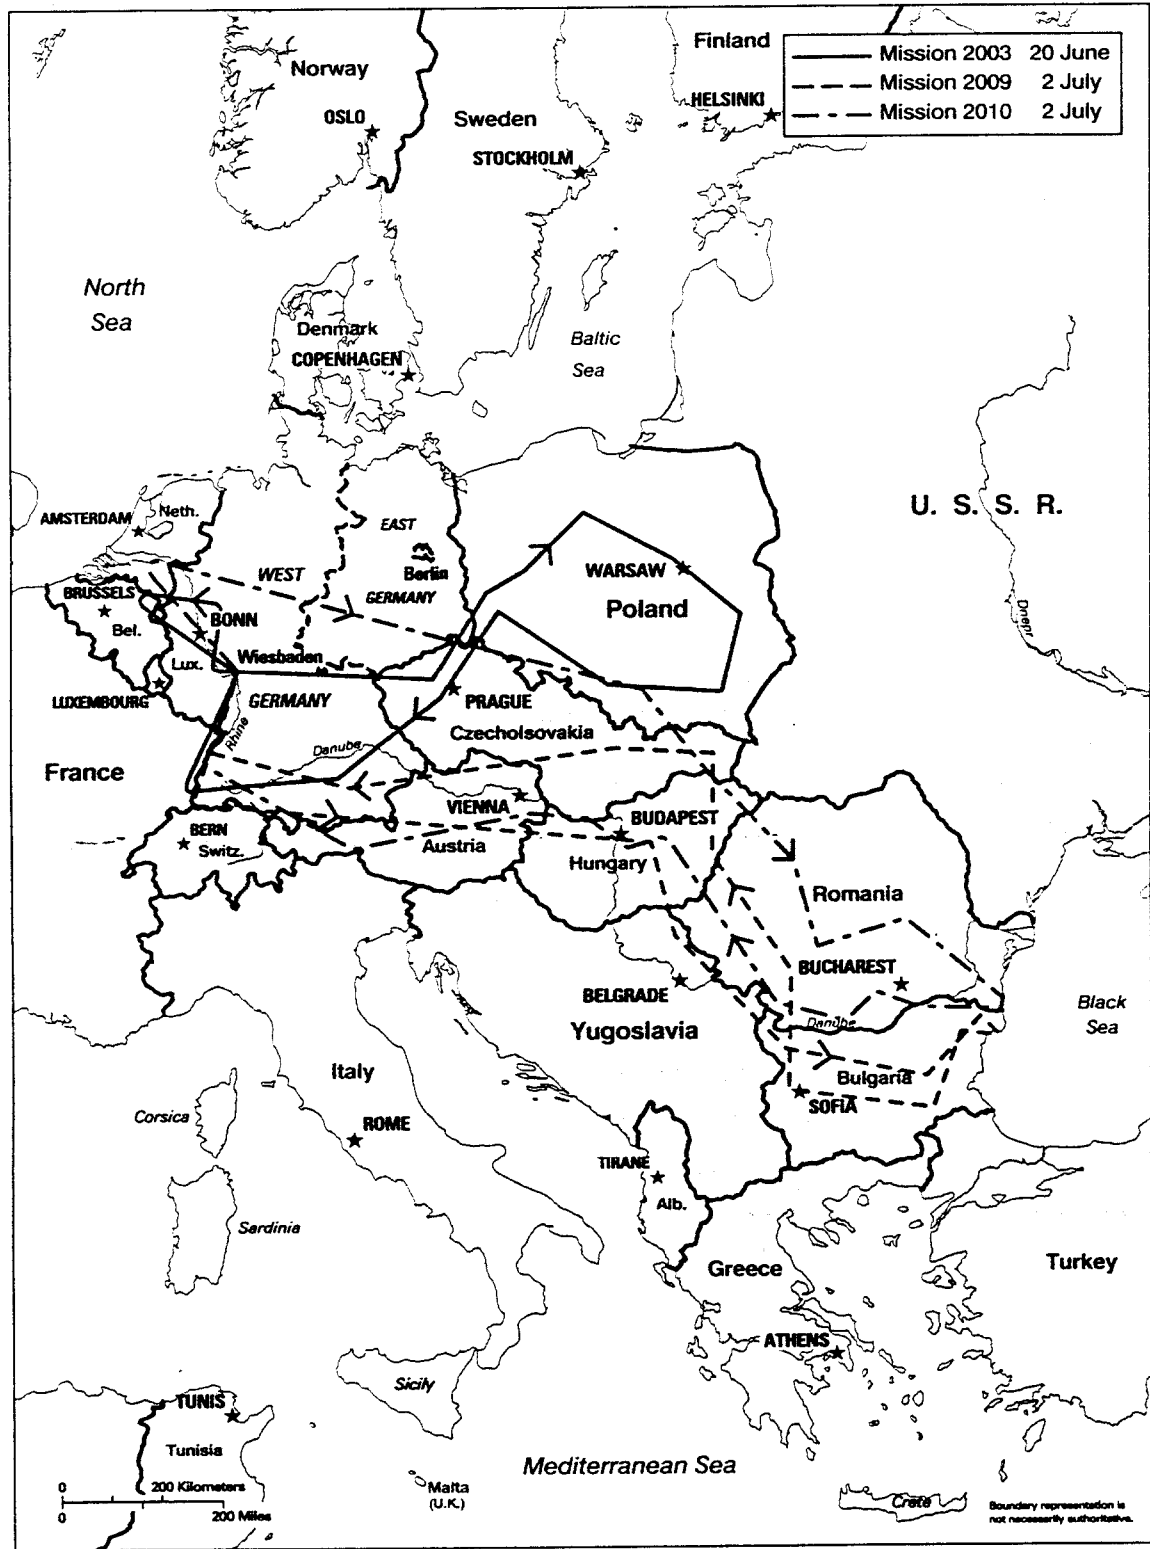 Finland
Mission 2003 20 June
Mission 2009 2 July
Mission 2010 2 July
Norway
HELSINKI
OSLO
Sweden
STOCKHOLM
North
Sea
Denmark
COPENHAGEN
Baltic
Sea
U. S. S. R.
Neth.
AMSTERDAM
EAST
WEST
Berlin
GERMANY
WARSAW
Poland
BRUSSELS
BONN
Bel.
Dnepr
Wiesbaden
Lux.
LUXEMBOURG
GERMANY
PRAGUE
Rhine
Czecholsovakia
Danube
France
VIENNA
BUDAPEST
BERN
Switz.
Austria
Hungary
Romania
BUCHAREST
BELGRADE
Danube
Black
Sea
Yugoslavia
Italy
Bulgaria
SOFIA
Corsica
ROME
TIRANE
Alb.
Sardinia
Greece
Turkey
ATHENS
Sicily
TUNIS
Tunisia
Mediterranean Sea
0 200 Kilometers
0 200 Miles
Malta
(U.K.)
Crete
Boundary representation is
not necessarily authoritative.